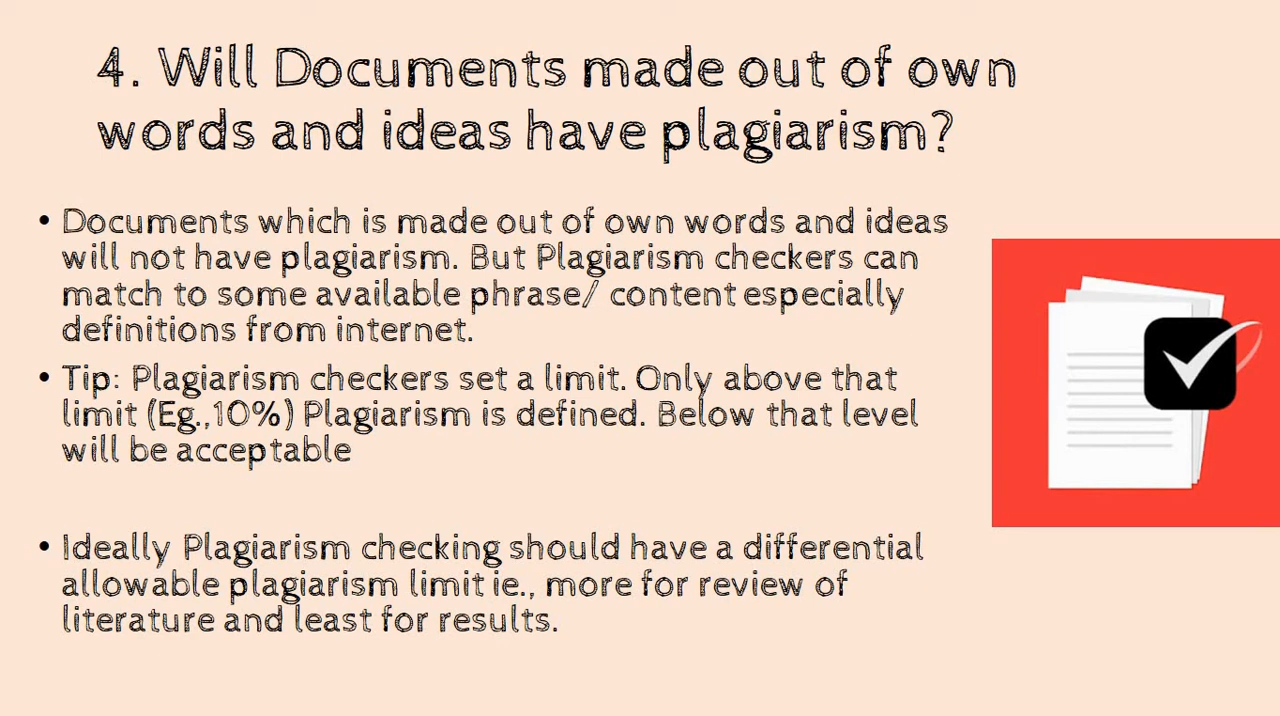 4. Will Documents made out of own
words and ideas have plagiarism?
• Documents which is made out of own words and ideas
will not have plagiarism. But Plagiarism checkers can
match to some available phrase/ content especially
definitions from internet.
• Tip: Plagiarism checkers set a limit. Only above that
limit (Eg.,10%) Plagiarism is defined. Below that level
will be acceptable
• Ideally Plagiarism checking should have a differential
allowable plagiarism limit ie., more for review of
literature and least for results.